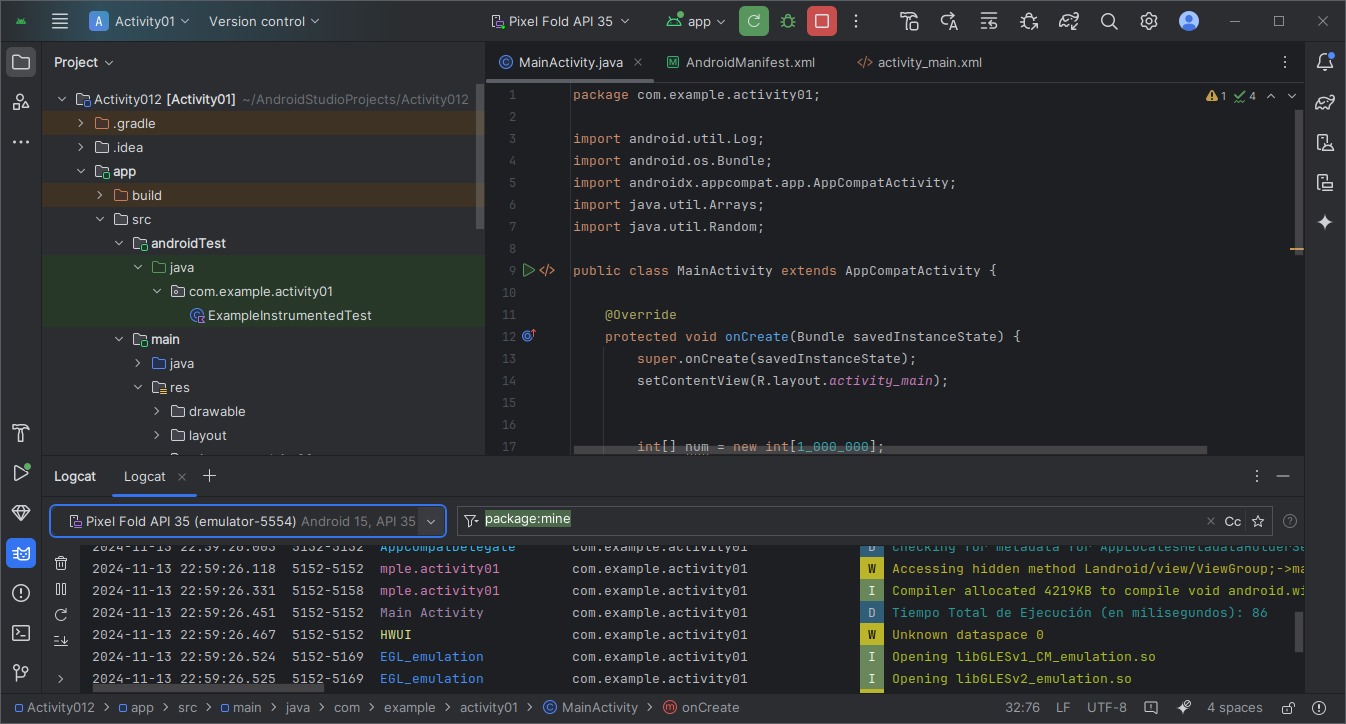 A Activity01 Version control Pixel Fold API 35 app
Project
MainActivity.java AndroidManifest.xml activity_main.xml
Activity012 [Activity01] ~/AndroidStudioProjects/Activity012
.gradle
.idea
app
build
src
androidTest
java
com.example.activity01
ExampleInstrumentedTest
main
java
res
drawable
layout
1 package com.example.activity01;
1 4
2
3 import android.util.Log;
4 import android.os.Bundle;
5 import androidx.appcompat.app.AppCompatActivity;
6 import java.util.Arrays;
7 import java.util.Random;
8
9 public class MainActivity extends AppCompatActivity {
10
11 @Override
12 protected void onCreate(Bundle savedInstanceState) {
13 super.onCreate(savedInstanceState);
14 setContentView(R.layout.activity_main);
15
16
17 int[] num = new int[1_000_000];
Logcat Logcat
Pixel Fold API 35 (emulator-5554) Android 15, API 35 package:mine Cc
2024-11-13 22:59:26.003 5152-5152 AppCompatDelegate com.example.activity01 D Checking for metadata for AppLocalesMetadataHolderSe
2024-11-13 22:59:26.118 5152-5152 mple.activity01 com.example.activity01 W Accessing hidden method Landroid/view/ViewGroup;->ma
2024-11-13 22:59:26.331 5152-5158 mple.activity01 com.example.activity01 I Compiler allocated 4219KB to compile void android.wi
2024-11-13 22:59:26.451 5152-5152 Main Activity com.example.activity01 D Tiempo Total de Ejecución (en milisegundos): 86
2024-11-13 22:59:26.467 5152-5152 HWUI com.example.activity01 W Unknown dataspace 0
2024-11-13 22:59:26.524 5152-5169 EGL_emulation com.example.activity01 I Opening libGLESv1_CM_emulation.so
2024-11-13 22:59:26.525 5152-5169 EGL_emulation com.example.activity01 I Opening libGLESv2_emulation.so
Activity012 > app > src > main > java > com > example > activity01 > MainActivity > onCreate 32:76 LF UTF-8 4 spaces